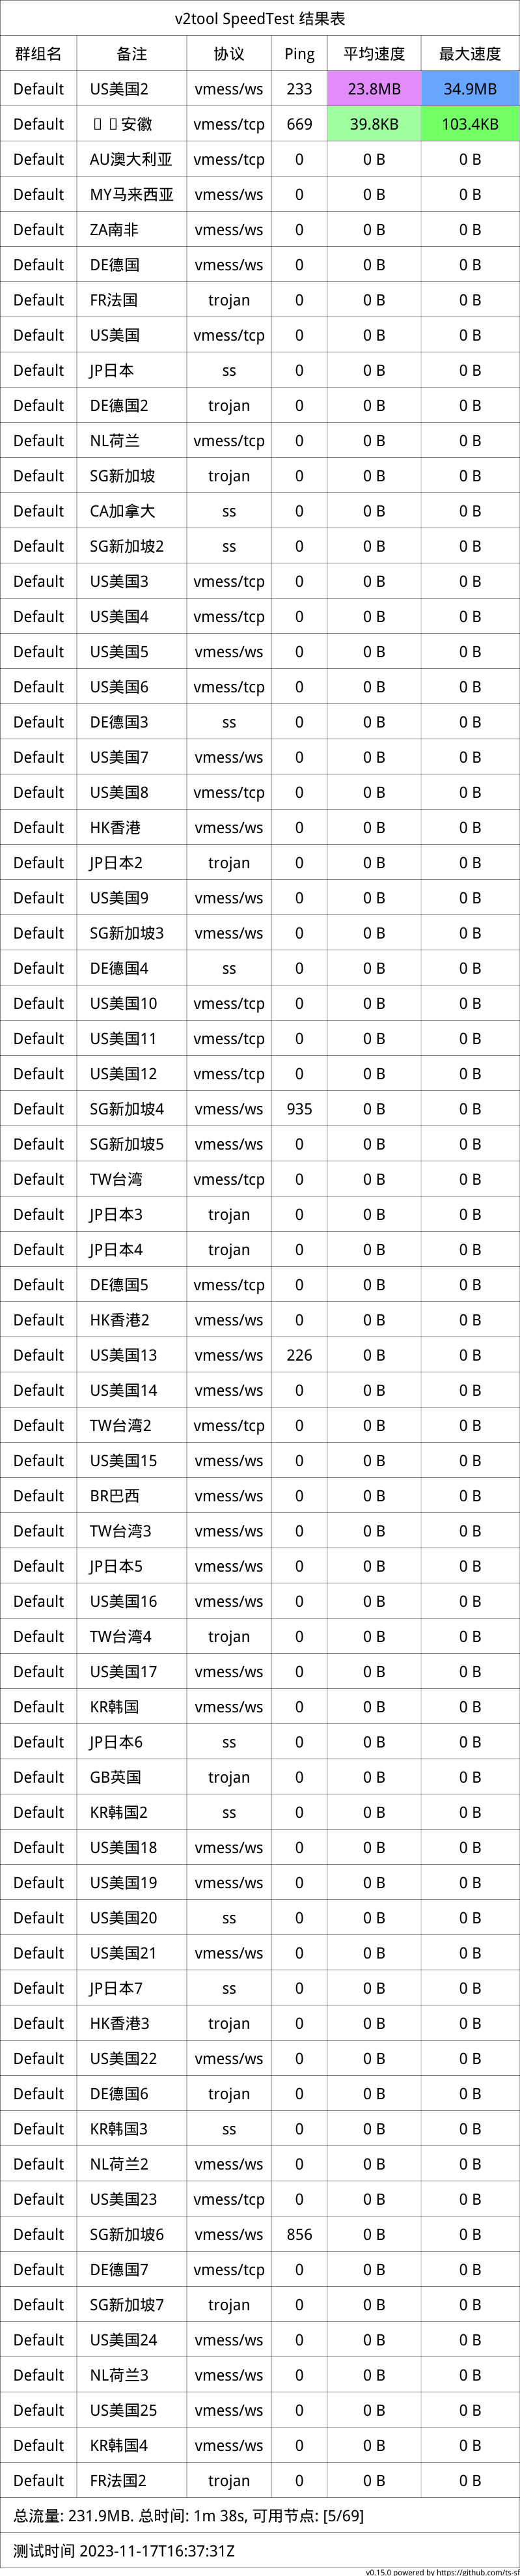 v2tool SpeedTest 结果表
群组名 备注 协议 Ping 平均速度 最大速度
Default US美国2 vmess/ws 233 23.8MB 34.9MB
Default 安徽 vmess/tcp 669 39.8KB 103.4KB
Default AU澳大利亚 vmess/tcp 0 0 B 0 B
Default MY马来西亚 vmess/ws 0 0 B 0 B
Default ZA南非 vmess/ws 0 0 B 0 B
Default DE德国 vmess/ws 0 0 B 0 B
Default FR法国 trojan 0 0 B 0 B
Default US美国 vmess/tcp 0 0 B 0 B
Default JP日本 ss 0 0 B 0 B
Default DE德国2 trojan 0 0 B 0 B
Default NL荷兰 vmess/tcp 0 0 B 0 B
Default SG新加坡 trojan 0 0 B 0 B
Default CA加拿大 ss 0 0 B 0 B
Default SG新加坡2 ss 0 0 B 0 B
Default US美国3 vmess/tcp 0 0 B 0 B
Default US美国4 vmess/tcp 0 0 B 0 B
Default US美国5 vmess/ws 0 0 B 0 B
Default US美国6 vmess/tcp 0 0 B 0 B
Default DE德国3 ss 0 0 B 0 B
Default US美国7 vmess/ws 0 0 B 0 B
Default US美国8 vmess/tcp 0 0 B 0 B
Default HK香港 vmess/ws 0 0 B 0 B
Default JP日本2 trojan 0 0 B 0 B
Default US美国9 vmess/ws 0 0 B 0 B
Default SG新加坡3 vmess/ws 0 0 B 0 B
Default DE德国4 ss 0 0 B 0 B
Default US美国10 vmess/tcp 0 0 B 0 B
Default US美国11 vmess/tcp 0 0 B 0 B
Default US美国12 vmess/tcp 0 0 B 0 B
Default SG新加坡4 vmess/ws 935 0 B 0 B
Default SG新加坡5 vmess/ws 0 0 B 0 B
Default TW台湾 vmess/tcp 0 0 B 0 B
Default JP日本3 trojan 0 0 B 0 B
Default JP日本4 trojan 0 0 B 0 B
Default DE德国5 vmess/tcp 0 0 B 0 B
Default HK香港2 vmess/ws 0 0 B 0 B
Default US美国13 vmess/ws 226 0 B 0 B
Default US美国14 vmess/ws 0 0 B 0 B
Default TW台湾2 vmess/tcp 0 0 B 0 B
Default US美国15 vmess/ws 0 0 B 0 B
Default BR巴西 vmess/ws 0 0 B 0 B
Default TW台湾3 vmess/ws 0 0 B 0 B
Default JP日本5 vmess/ws 0 0 B 0 B
Default US美国16 vmess/ws 0 0 B 0 B
Default TW台湾4 trojan 0 0 B 0 B
Default US美国17 vmess/ws 0 0 B 0 B
Default KR韩国 vmess/ws 0 0 B 0 B
Default JP日本6 ss 0 0 B 0 B
Default GB英国 trojan 0 0 B 0 B
Default KR韩国2 ss 0 0 B 0 B
Default US美国18 vmess/ws 0 0 B 0 B
Default US美国19 vmess/ws 0 0 B 0 B
Default US美国20 ss 0 0 B 0 B
Default US美国21 vmess/ws 0 0 B 0 B
Default JP日本7 ss 0 0 B 0 B
Default HK香港3 trojan 0 0 B 0 B
Default US美国22 vmess/ws 0 0 B 0 B
Default DE德国6 trojan 0 0 B 0 B
Default KR韩国3 ss 0 0 B 0 B
Default NL荷兰2 vmess/ws 0 0 B 0 B
Default US美国23 vmess/tcp 0 0 B 0 B
Default SG新加坡6 vmess/ws 856 0 B 0 B
Default DE德国7 vmess/tcp 0 0 B 0 B
Default SG新加坡7 trojan 0 0 B 0 B
Default US美国24 vmess/ws 0 0 B 0 B
Default NL荷兰3 vmess/ws 0 0 B 0 B
Default US美国25 vmess/ws 0 0 B 0 B
Default KR韩国4 vmess/ws 0 0 B 0 B
Default FR法国2 trojan 0 0 B 0 B
总流量: 231.9MB. 总时间: 1m 38s, 可用节点: [5/69]
测试时间 2023-11-17T16:37:31Z
v0.15.0 powered by https://github.com/ts-sf